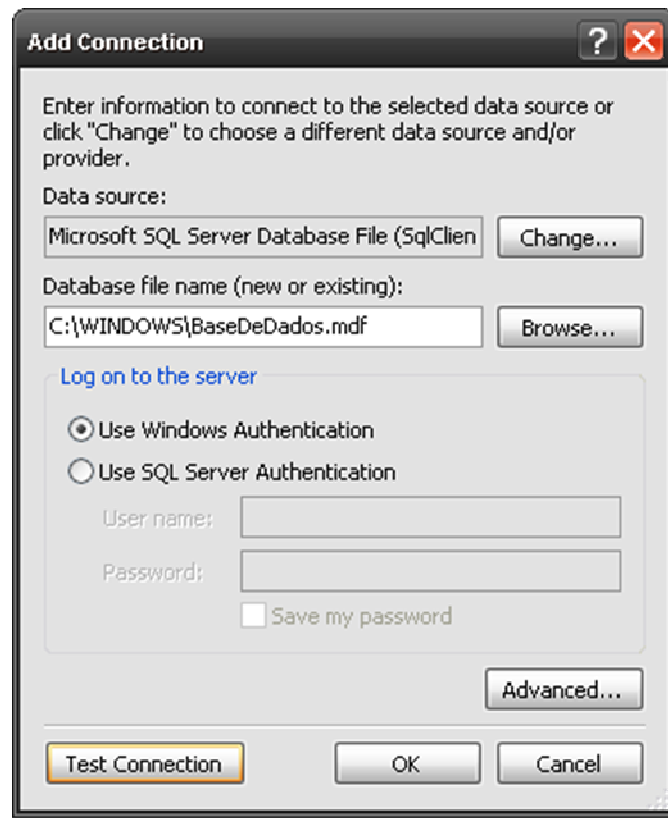 Add Connection
?
Enter information to connect to the selected data source or
click "Change" to choose a different data source and/or
provider.
Data source:
Microsoft SQL Server Database File (SqlClien
Change...
Database file name (new or existing):
C:\WINDOWS\BaseDeDados.mdf
Browse...
Log on to the server
Use Windows Authentication
Use SQL Server Authentication
User name:
Password:
Save my password
Advanced...
Test Connection
OK
Cancel